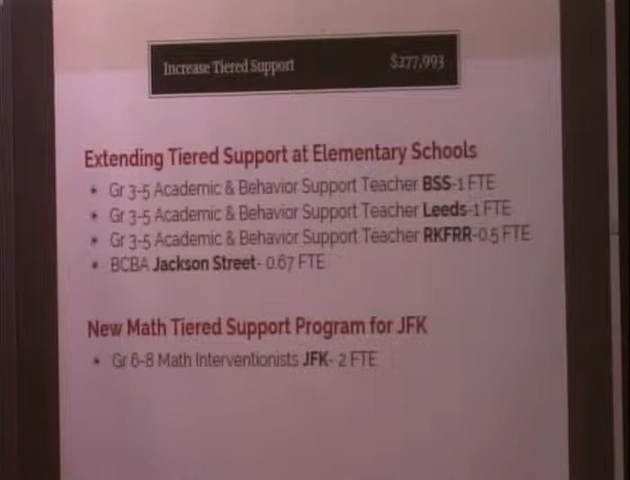 Increase Tiered Support $277,993
Extending Tiered Support at Elementary Schools
• Gr 3-5 Academic & Behavior Support Teacher BSS-1 FTE
• Gr 3-5 Academic & Behavior Support Teacher Leeds-1 FTE
• Gr 3-5 Academic & Behavior Support Teacher RKFRR-0.5 FTE
• BCBA Jackson Street- 0.67 FTE
New Math Tiered Support Program for JFK
• Gr 6-8 Math Interventionists JFK- 2 FTE